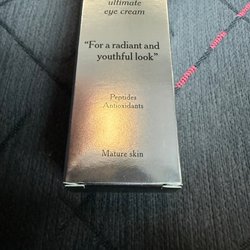 ultimate
eye cream
“For a radiant and
youthful look”
Peptides
Antioxidants
Mature skin